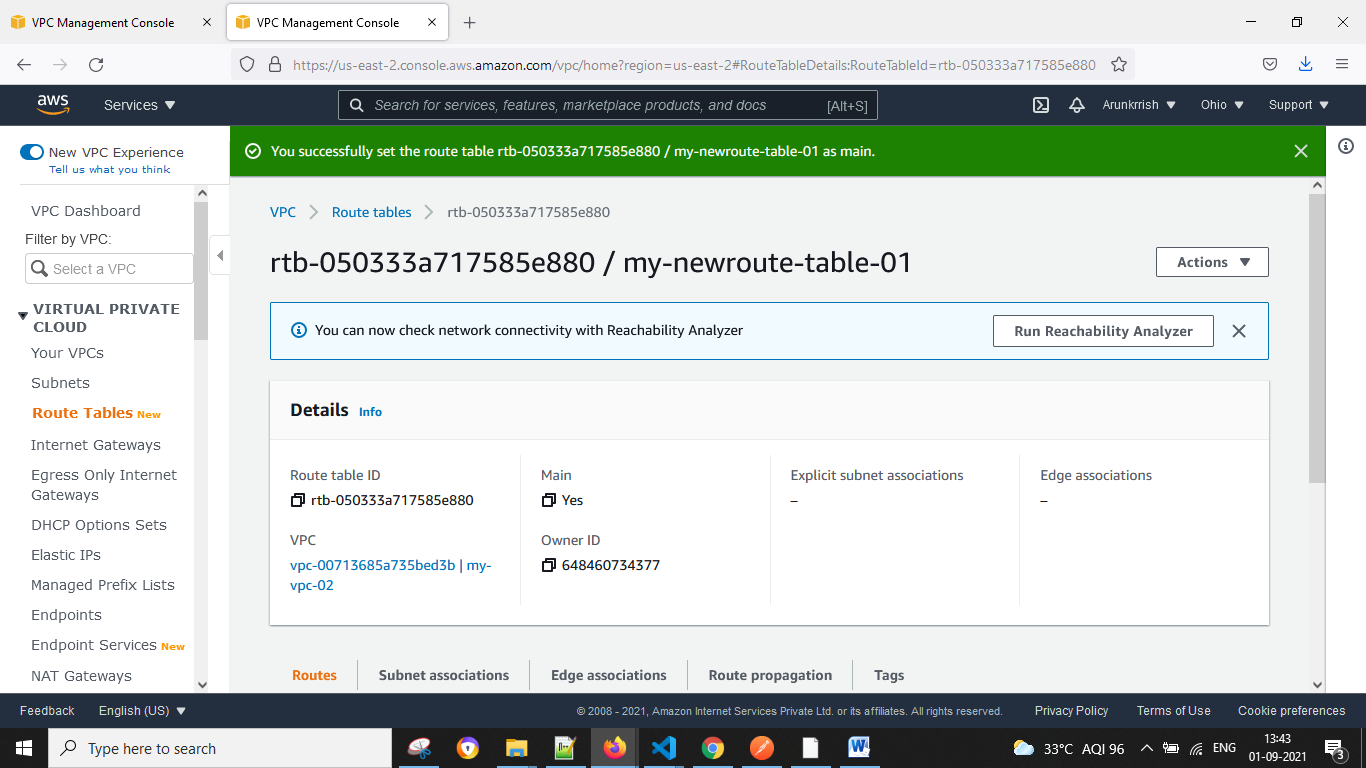 VPC Management Console
VPC Management Console
https://us-east-2.console.aws.amazon.com/vpc/home?region=us-east-2#RouteTableDetails:RouteTableId=rtb-050333a717585e880
aws
Services
Search for services, features, marketplace products, and docs [Alt+S]
Arunkrrish
Ohio
Support
New VPC Experience
Tell us what you think
You successfully set the route table rtb-050333a717585e880 / my-newroute-table-01 as main.
VPC Dashboard
Filter by VPC:
Select a VPC
VIRTUAL PRIVATE
CLOUD
Your VPCs
Subnets
Route Tables New
Internet Gateways
Egress Only Internet
Gateways
DHCP Options Sets
Elastic IPs
Managed Prefix Lists
Endpoints
Endpoint Services New
NAT Gateways
VPC
Route tables
rtb-050333a717585e880
rtb-050333a717585e880 / my-newroute-table-01
Actions
You can now check network connectivity with Reachability Analyzer
Run Reachability Analyzer
Details Info
Route table ID
rtb-050333a717585e880
Main
Yes
Explicit subnet associations
–
Edge associations
–
VPC
vpc-00713685a735bed3b | my-
vpc-02
Owner ID
648460734377
Routes
Subnet associations
Edge associations
Route propagation
Tags
Feedback
English (US)
© 2008 - 2021, Amazon Internet Services Private Ltd. or its affiliates. All rights reserved.
Privacy Policy
Terms of Use
Cookie preferences
Type here to search
33°C AQI 96
ENG
13:43
01-09-2021
3